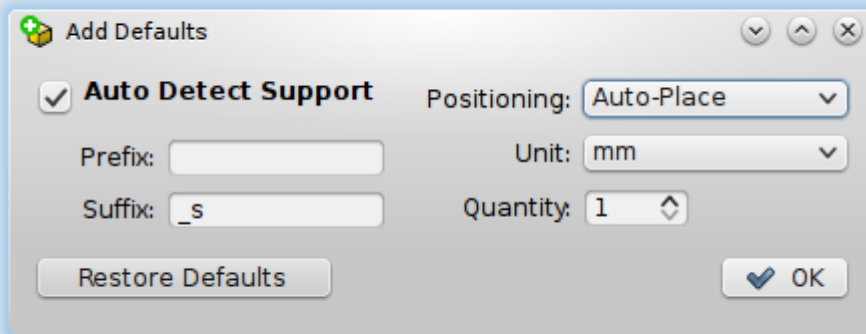 Add Defaults
Auto Detect Support
Positioning: Auto-Place
Prefix:
Unit: mm
Suffix: _s
Quantity: 1
Restore Defaults
OK